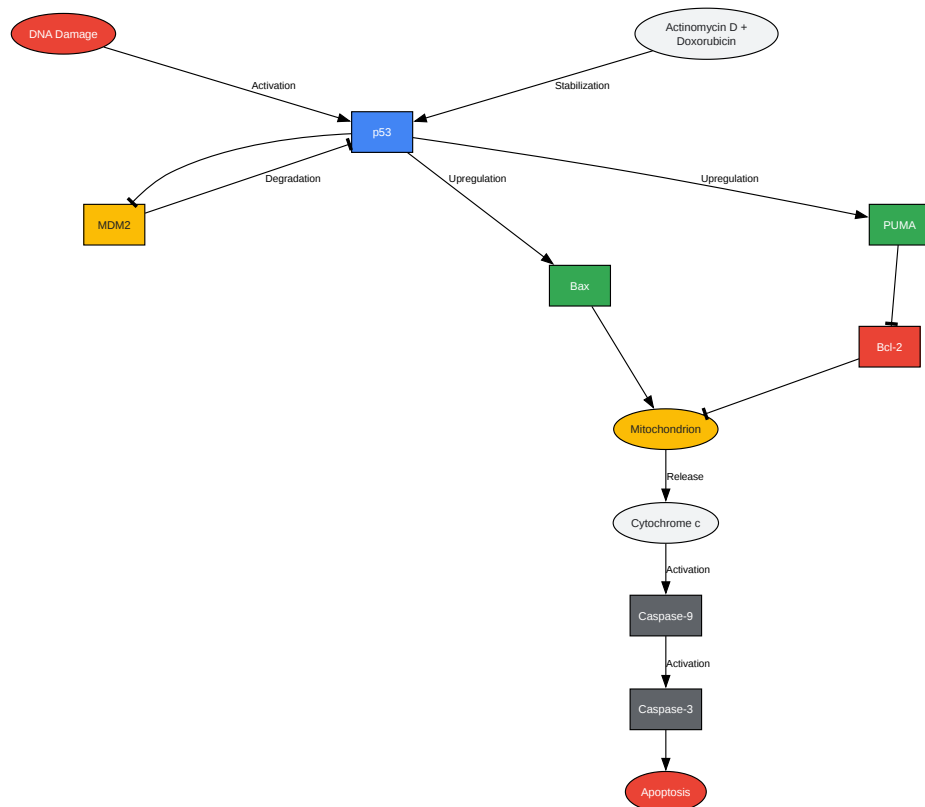 DNA Damage
Actinomycin D +
Doxorubicin
Activation
Stabilization
p53
Degradation
Upregulation
Upregulation
MDM2
PUMA
Bax
Bcl-2
Mitochondrion
Release
Cytochrome c
Activation
Caspase-9
Activation
Caspase-3
Apoptosis